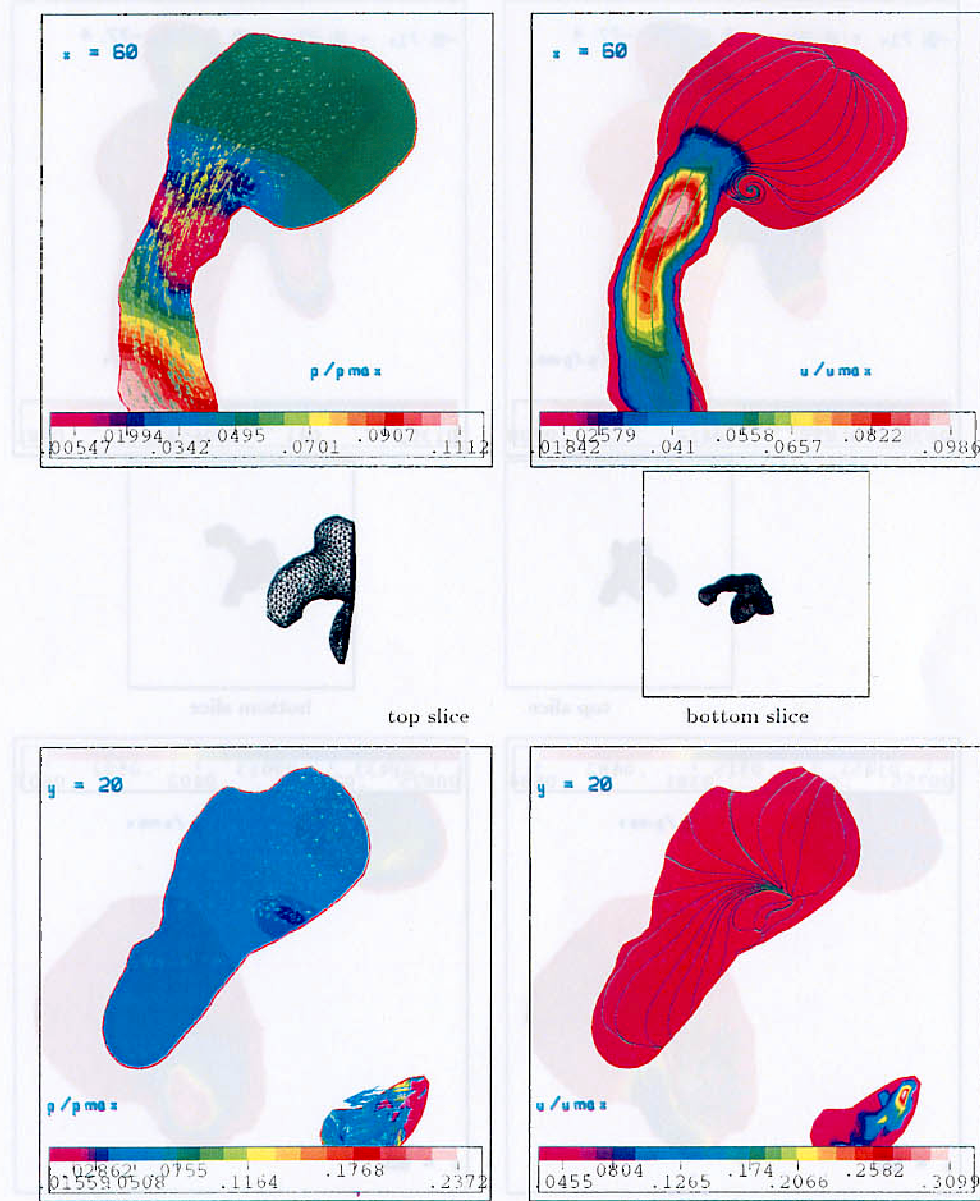 x = 60
p/pmax
.01994 .0495 .0907
.00547 .0342 .0701 .1112
x = 60
u/umax
.02579 .0558 .0822
.01842 .041 .0657 .0986
top slice
bottom slice
y = 20
p/pmax
.02862 .0755 .1768
.01559 .0508 .1164 .2372
y = 20
u/umax
.0804 .174 .2582
.0455 .1265 .2066 .3099